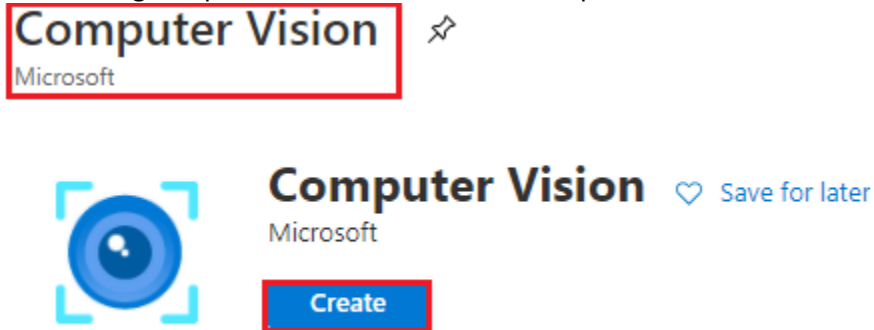 Computer Vision
Microsoft
Computer Vision
Save for later
Microsoft
Create